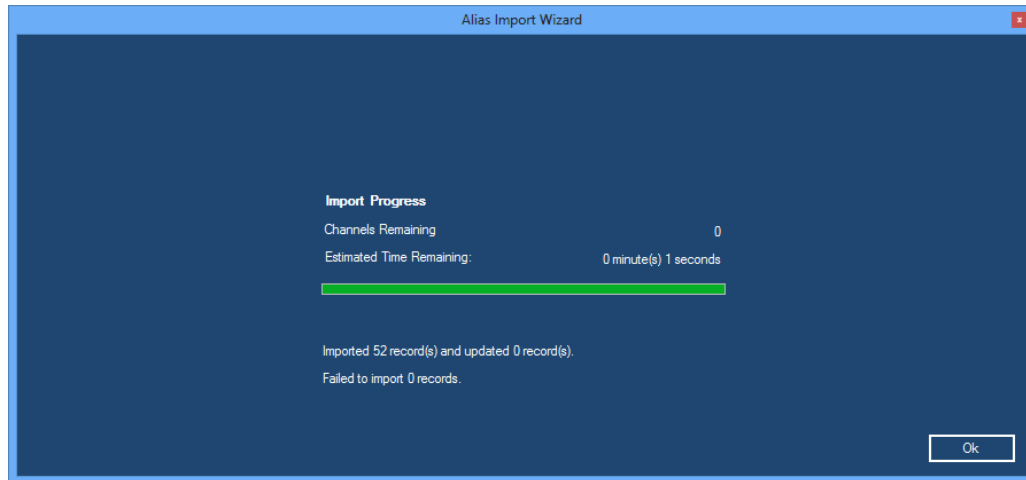 Alias Import Wizard
x
Import Progress
Channels Remaining 0
Estimated Time Remaining: 0 minute(s) 1 seconds
Imported 52 record(s) and updated 0 record(s).
Failed to import 0 records.
Ok